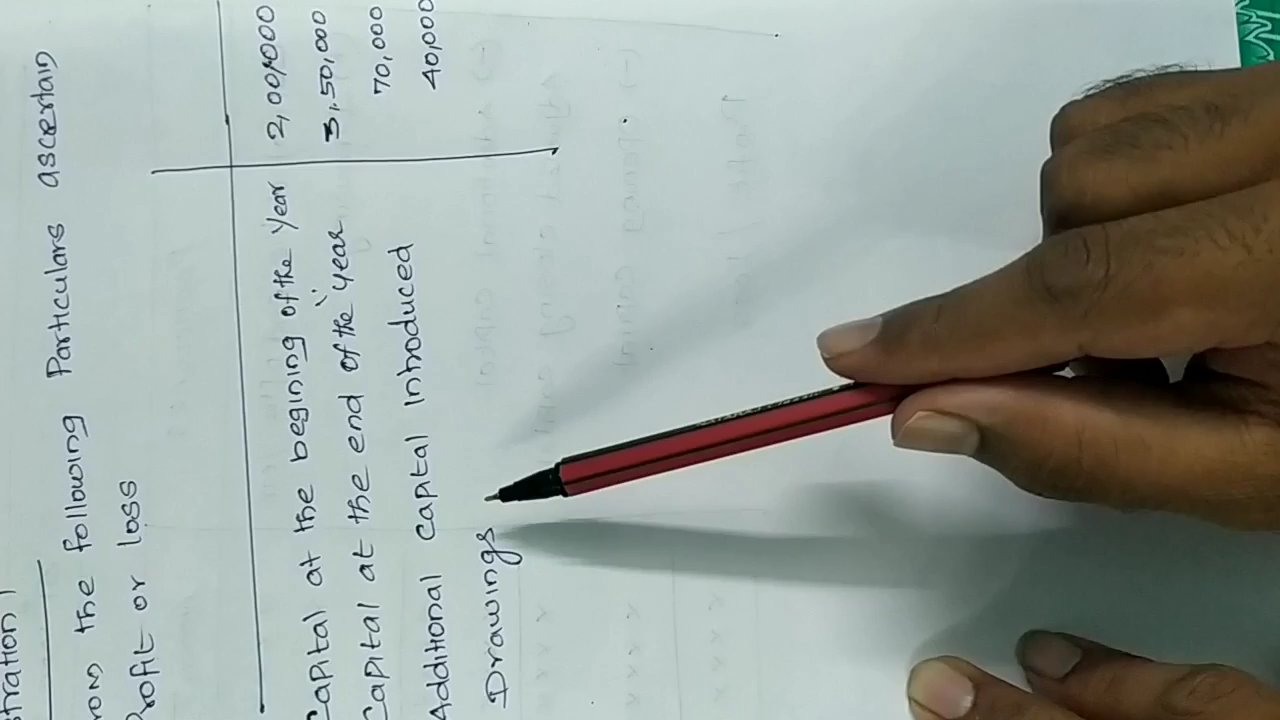 stration 1
rom the following Particulars ascertain
Profit or loss
Capital at the begining of the year 2,00,000
Capital at the end of the year 3,50,000
Additional capital introduced 70,000
Drawings 40,000